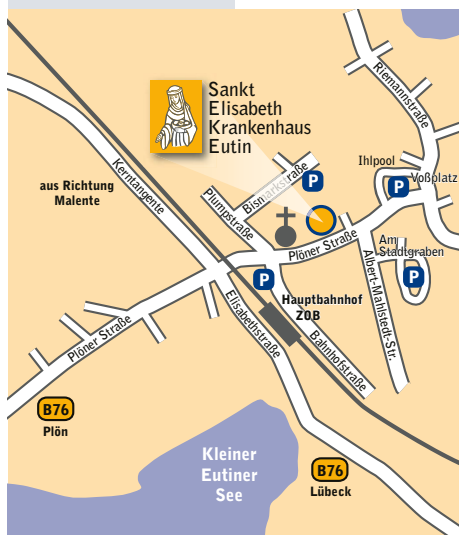 Sankt
Elisabeth
Krankenhaus
Eutin
Riemannstraße
Ihlpool
Voßplatz
P
P
Bismarkstraße
Plumpstraße
aus Richtung
Malente
Kerntangente
Plöner Straße
Am
Stadtgraben
P
P
Albert-Mahlstedt-Str.
Hauptbahnhof
ZOB
Bahnhofstraße
Elisabethstraße
Plöner Straße
B76
Plön
Kleiner
Eutiner
See
B76
Lübeck